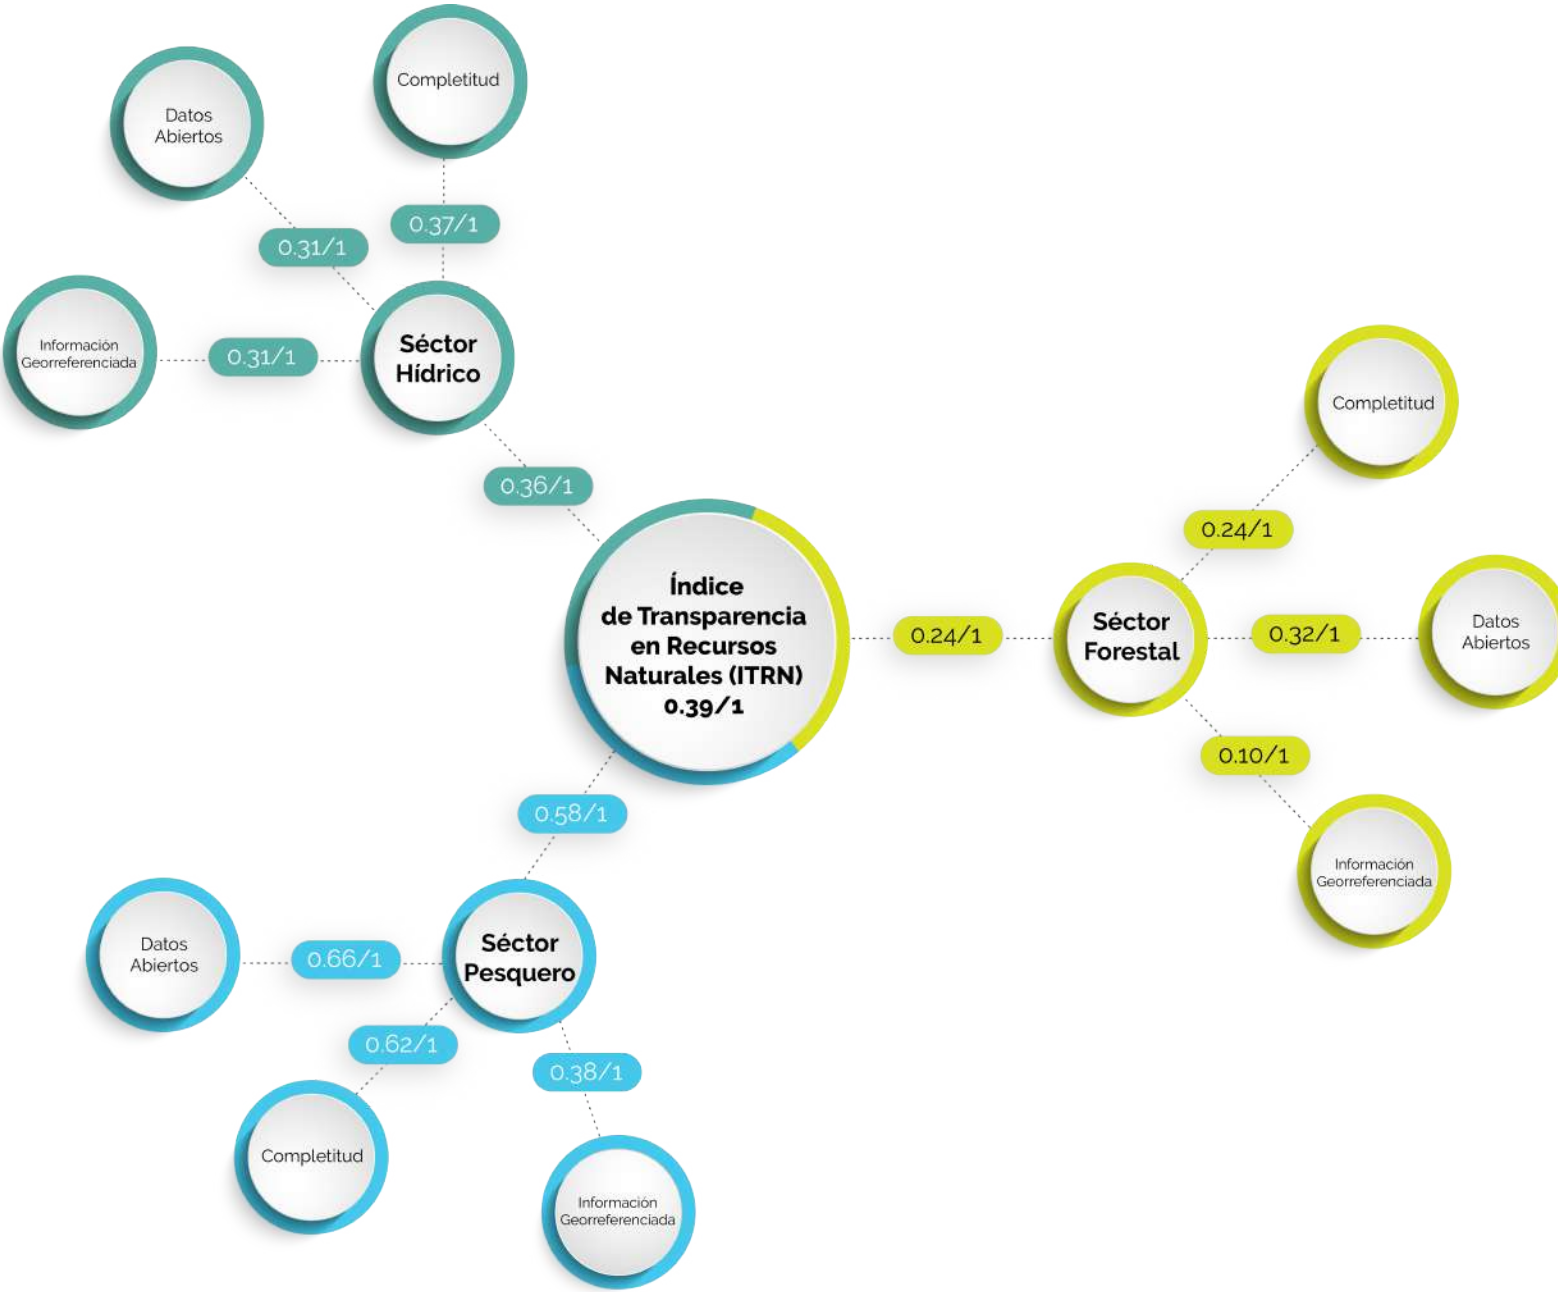 Completitud
Datos
Abiertos
0.37/1
0.31/1
Información
Georreferenciada
0.31/1
Séctor
Hídrico
0.36/1
Índice
de Transparencia
en Recursos
Naturales (ITRN)
0.39/1
Completitud
0.24/1
0.24/1
Séctor
Forestal
0.32/1
Datos
Abiertos
0.10/1
Información
Georreferenciada
0.58/1
Datos
Abiertos
0.66/1
Séctor
Pesquero
0.62/1
0.38/1
Completitud
Información
Georreferenciada